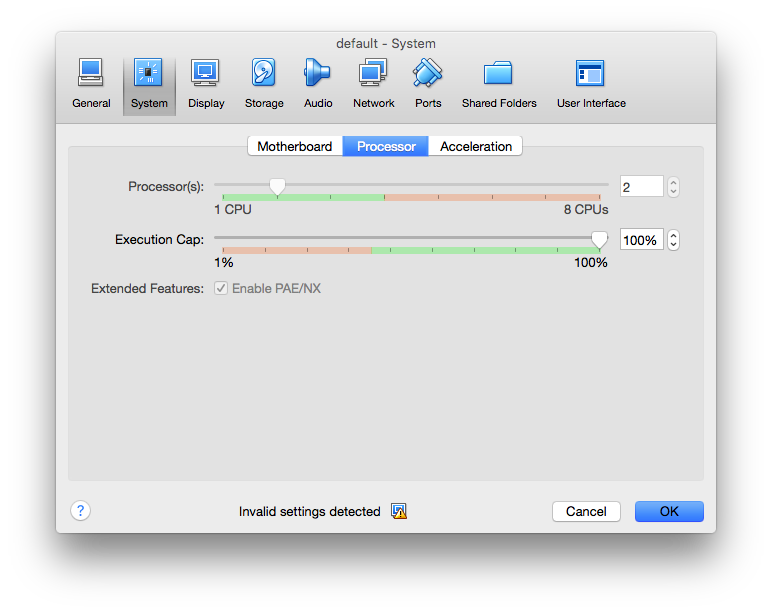 default - System
General System Display Storage Audio Network Ports Shared Folders User Interface
Motherboard Processor Acceleration
Processor(s): 2
1 CPU 8 CPUs
Execution Cap: 100%
1% 100%
Extended Features: Enable PAE/NX
? Invalid settings detected Cancel OK